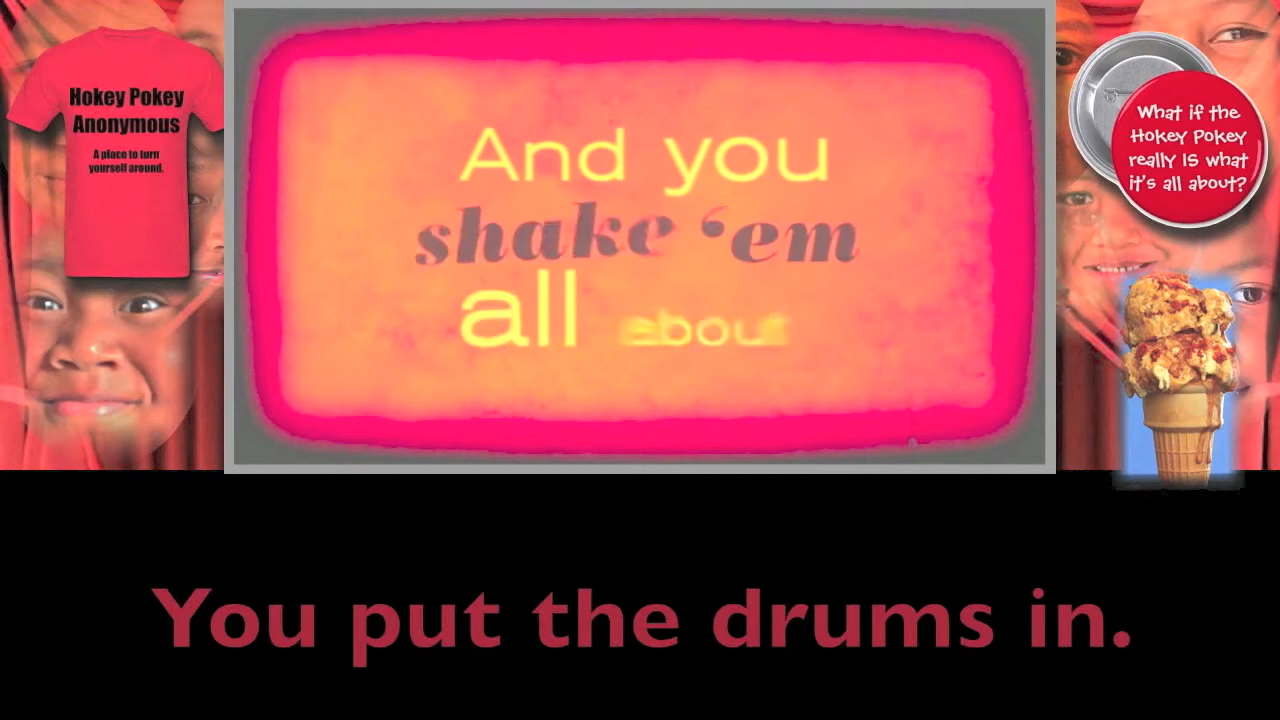 Hokey Pokey
Anonymous
A place to turn
yourself around.
And you
shake ‘em
all about
What if the
Hokey Pokey
really IS what
it's all about?
You put the drums in.